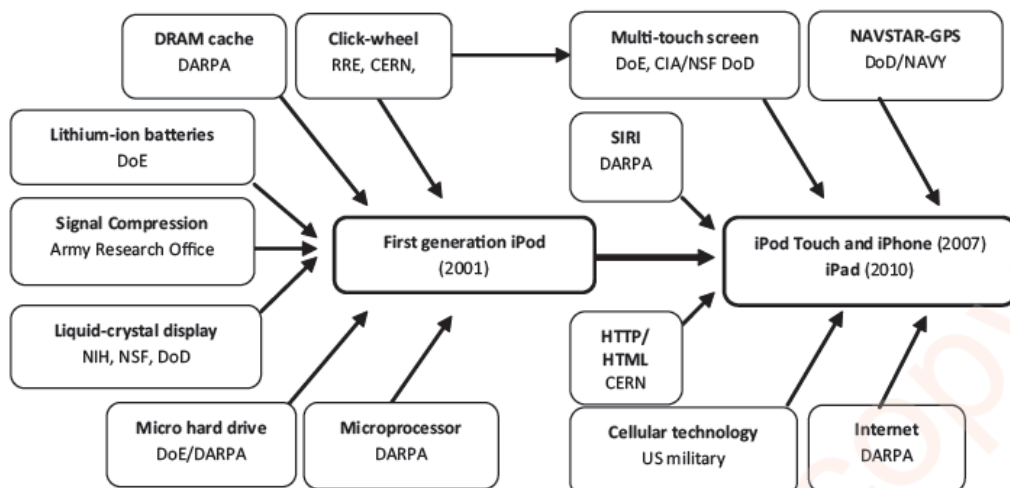 DRAM cache
DARPA
Click-wheel
RRE, CERN,
Multi-touch screen
DoE, CIA/NSF DoD
NAVSTAR-GPS
DoD/NAVY
Lithium-ion batteries
DoE
SIRI
DARPA
Signal Compression
Army Research Office
First generation iPod
(2001)
iPod Touch and iPhone (2007)
iPad (2010)
Liquid-crystal display
NIH, NSF, DoD
HTTP/
HTML
CERN
Micro hard drive
DoE/DARPA
Microprocessor
DARPA
Cellular technology
US military
Internet
DARPA